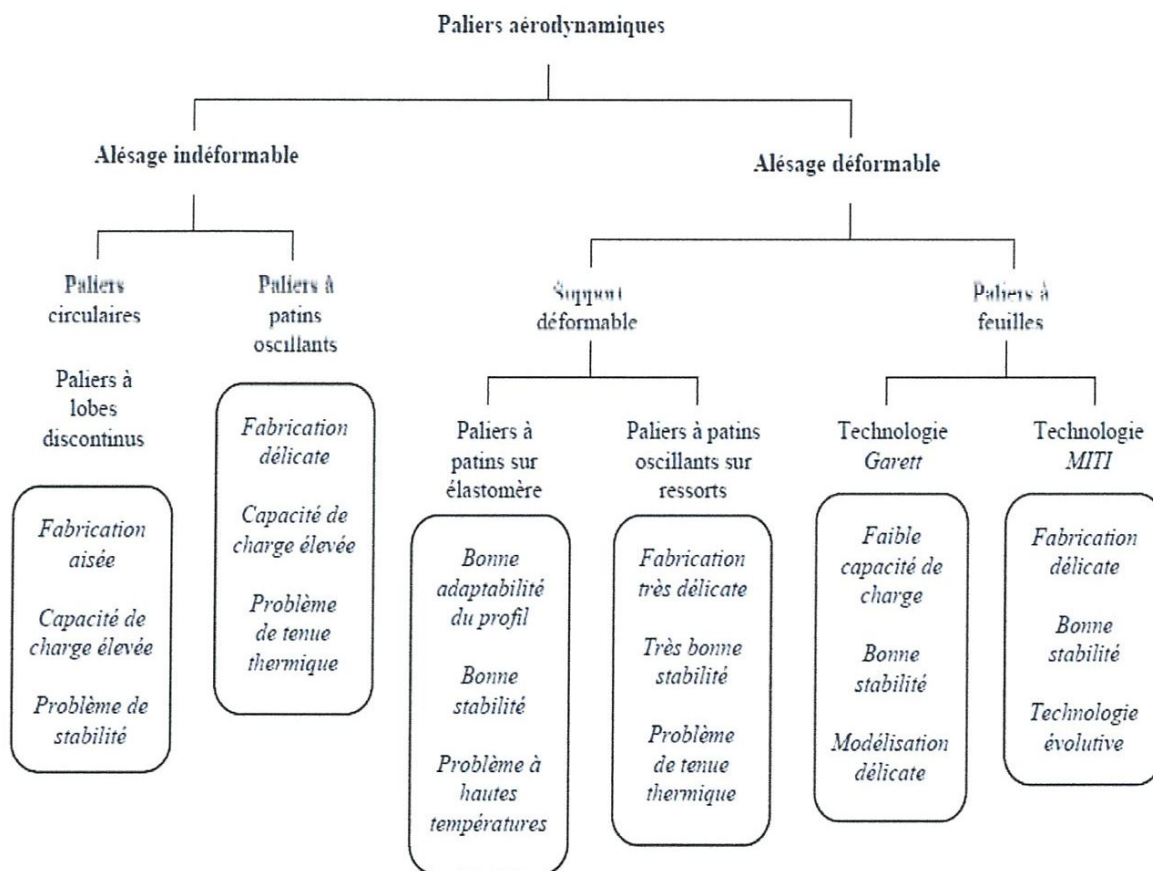 Paliers aérodynamiques
Alésage indéformable
Alésage déformable
Paliers
circulaires
Paliers à
lobes
discontinus
Fabrication
aisée
Capacité de
charge élevée
Problème de
stabilité
Paliers à
patins
oscillants
Fabrication
délicate
Capacité de
charge élevée
Problème
de tenue
thermique
Support
déformable
Paliers à
patins sur
élastomère
Bonne
adaptabilité
du profil
Bonne
stabilité
Problème à
hautes
températures
Paliers à patins
oscillants sur
ressorts
Fabrication
très délicate
Très bonne
stabilité
Problème
de tenue
thermique
Paliers à
feuilles
Technologie
Garett
Faible
capacité de
charge
Bonne
stabilité
Modélisation
délicate
Technologie
MITI
Fabrication
délicate
Bonne
stabilité
Technologie
évolutive